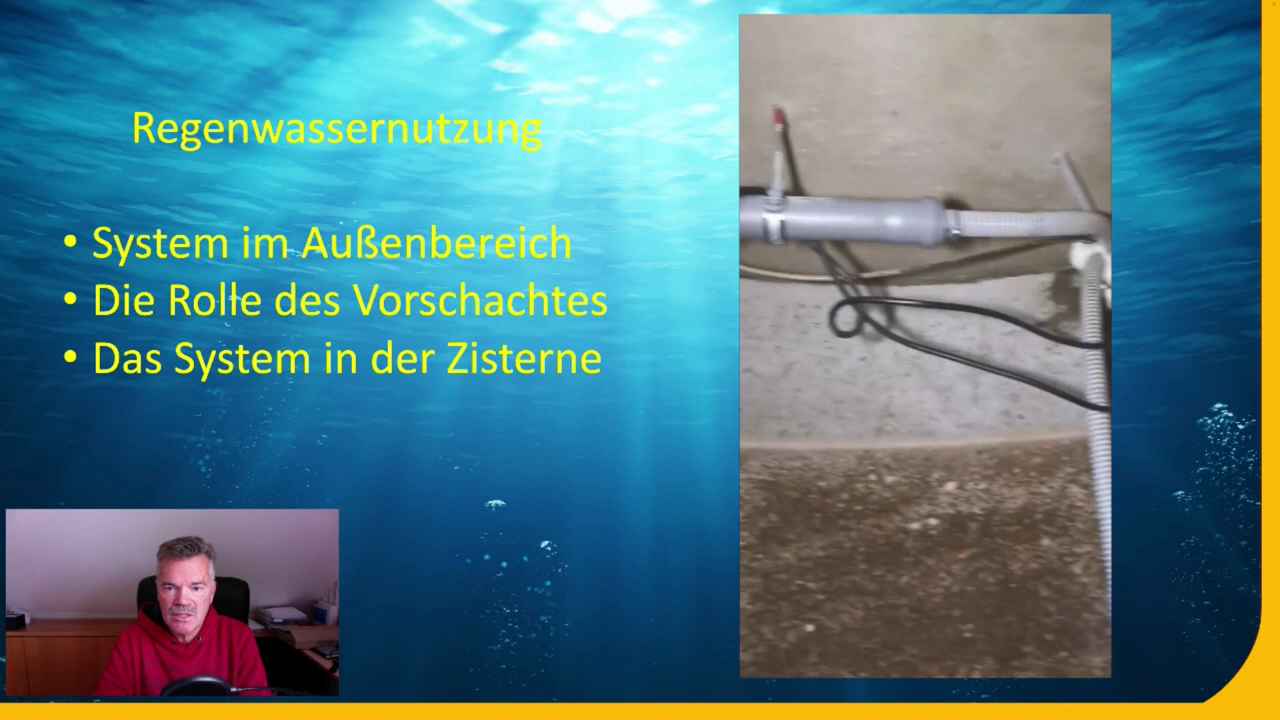 Regenwassernutzung
• System im Außenbereich
• Die Rolle des Vorschachtes
• Das System in der Zisterne